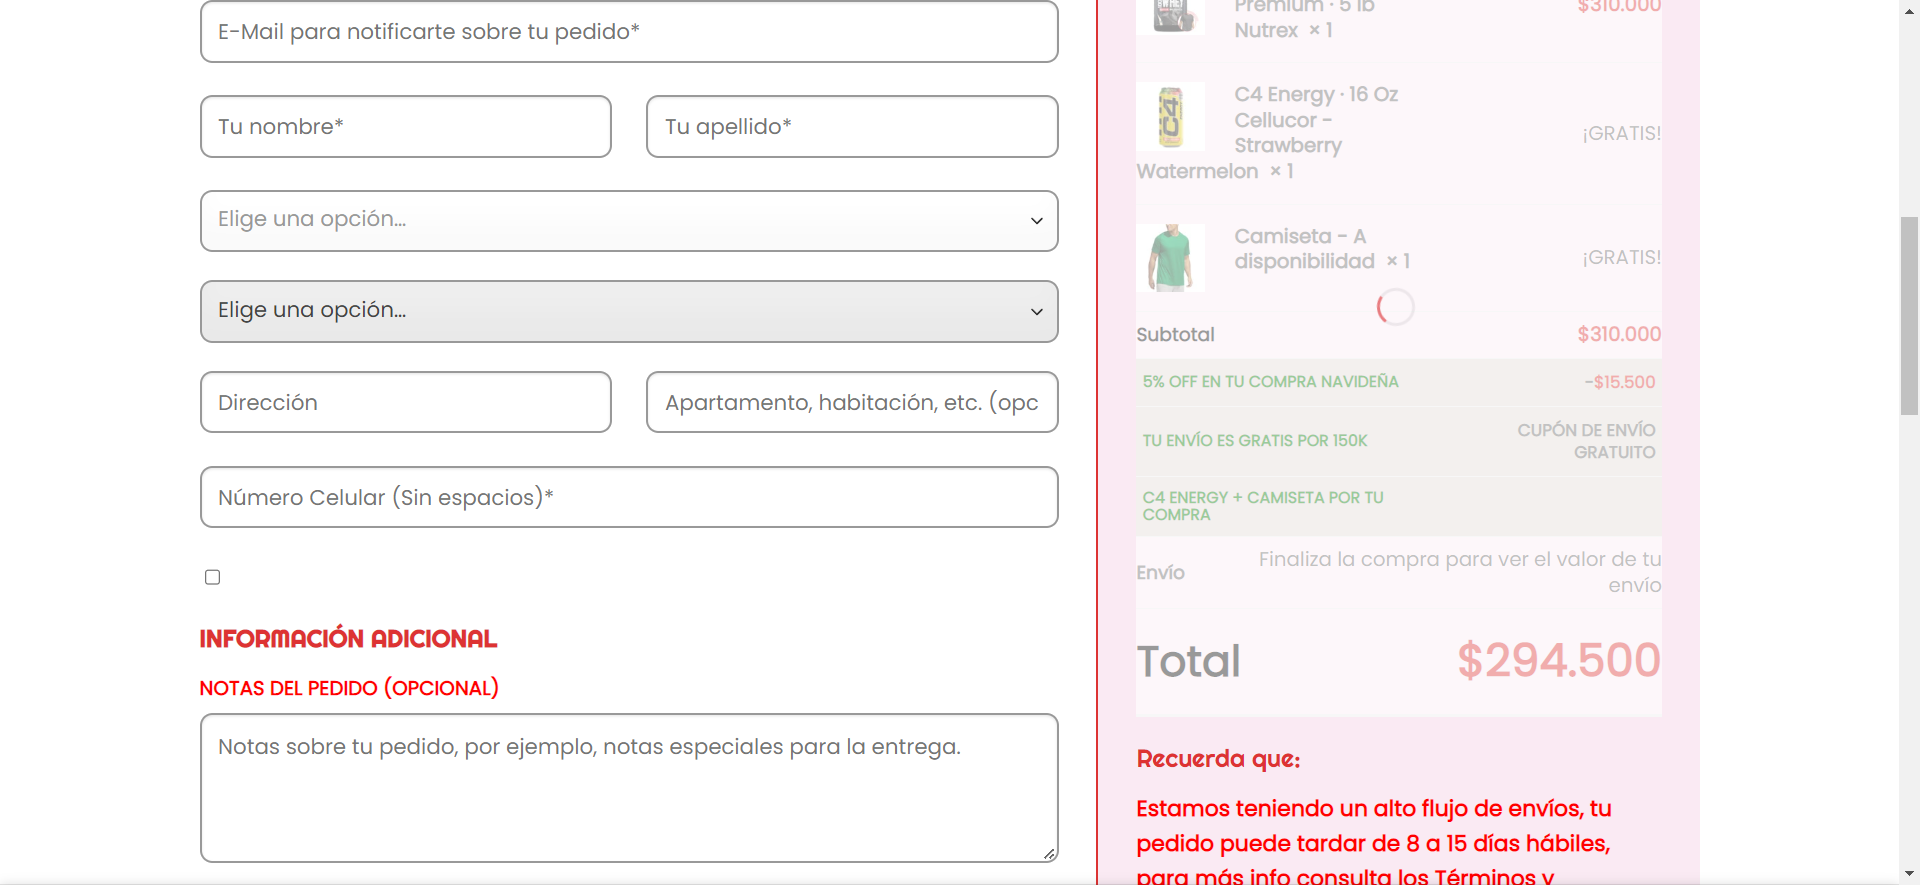 E-Mail para notificarte sobre tu pedido*
Tu nombre*
Tu apellido*
Elige una opción...
Elige una opción...
Dirección
Apartamento, habitación, etc. (opc
Número Celular (Sin espacios)*
INFORMACIÓN ADICIONAL
NOTAS DEL PEDIDO (OPCIONAL)
Notas sobre tu pedido, por ejemplo, notas especiales para la entrega.
Premium · 5 lb
Nutrex × 1
$310.000
C4
C4 Energy · 16 Oz
Cellucor -
Strawberry
Watermelon × 1
¡GRATIS!
Camiseta - A
disponibilidad × 1
¡GRATIS!
Subtotal
$310.000
5% OFF EN TU COMPRA NAVIDEÑA
-$15.500
TU ENVÍO ES GRATIS POR 150K
CUPÓN DE ENVÍO
GRATUITO
C4 ENERGY + CAMISETA POR TU
COMPRA
Envío
Finaliza la compra para ver el valor de tu
envío
Total
$294.500
Recuerda que:
Estamos teniendo un alto flujo de envíos, tu
pedido puede tardar de 8 a 15 días hábiles,
para más info consulta los Términos y